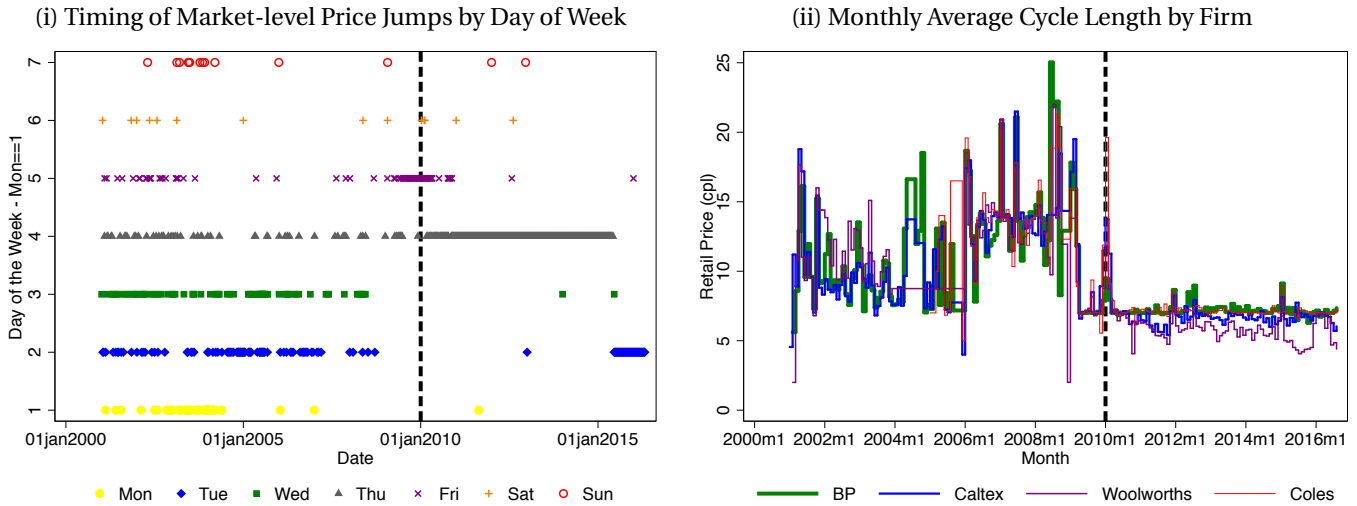 (i) Timing of Market-level Price Jumps by Day of Week
Day of the Week - Mon==1
7
6
5
4
3
2
1
01jan2000
01jan2005
01jan2010
01jan2015
Date
Mon
Tue
Wed
Thu
Fri
Sat
Sun
(ii) Monthly Average Cycle Length by Firm
Retail Price (cpl)
25
20
15
10
5
0
2000m1
2002m1
2004m1
2006m1
2008m1
2010m1
2012m1
2014m1
2016m1
Month
BP
Caltex
Woolworths
Coles